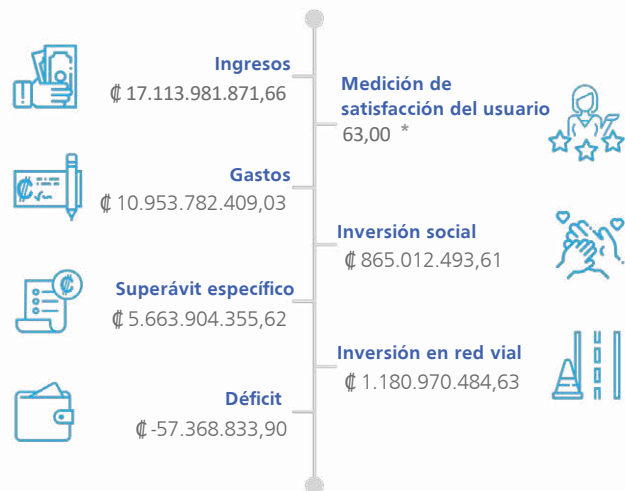 Ingresos
₡ 17.113.981.871,66
Medición de
satisfacción del usuario
63,00 *
Gastos
₡ 10.953.782.409,03
Inversión social
₡ 865.012.493,61
Superávit específico
₡ 5.663.904.355,62
Inversión en red vial
₡ 1.180.970.484,63
Déficit
₡ -57.368.833,90